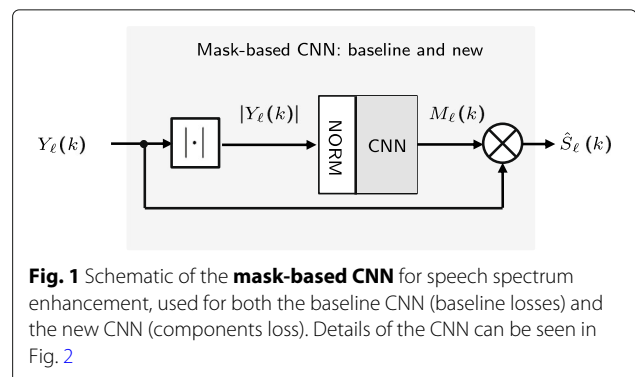 Mask-based CNN: baseline and new
Y_ℓ(k)
|·|
|Y_ℓ(k)|
NORM
CNN
M_ℓ(k)
Ŝ_ℓ(k)
Fig. 1 Schematic of the mask-based CNN for speech spectrum
enhancement, used for both the baseline CNN (baseline losses) and
the new CNN (components loss). Details of the CNN can be seen in
Fig. 2